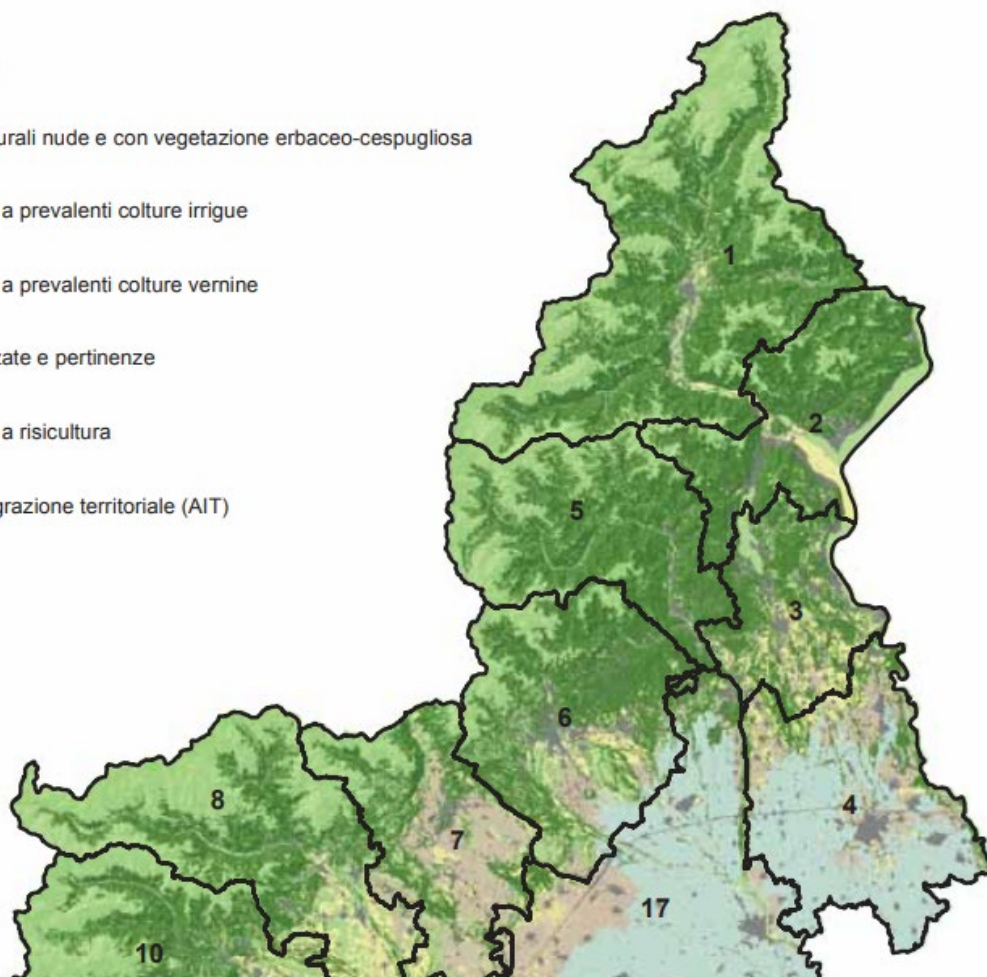 urali nude e con vegetazione erbaceo-cespugliosa
a prevalenti colture irrigue
a prevalenti colture vernine
zate e pertinenze
a risicultura
grazione territoriale (AIT)
1
2
5
3
6
8
4
7
17
10